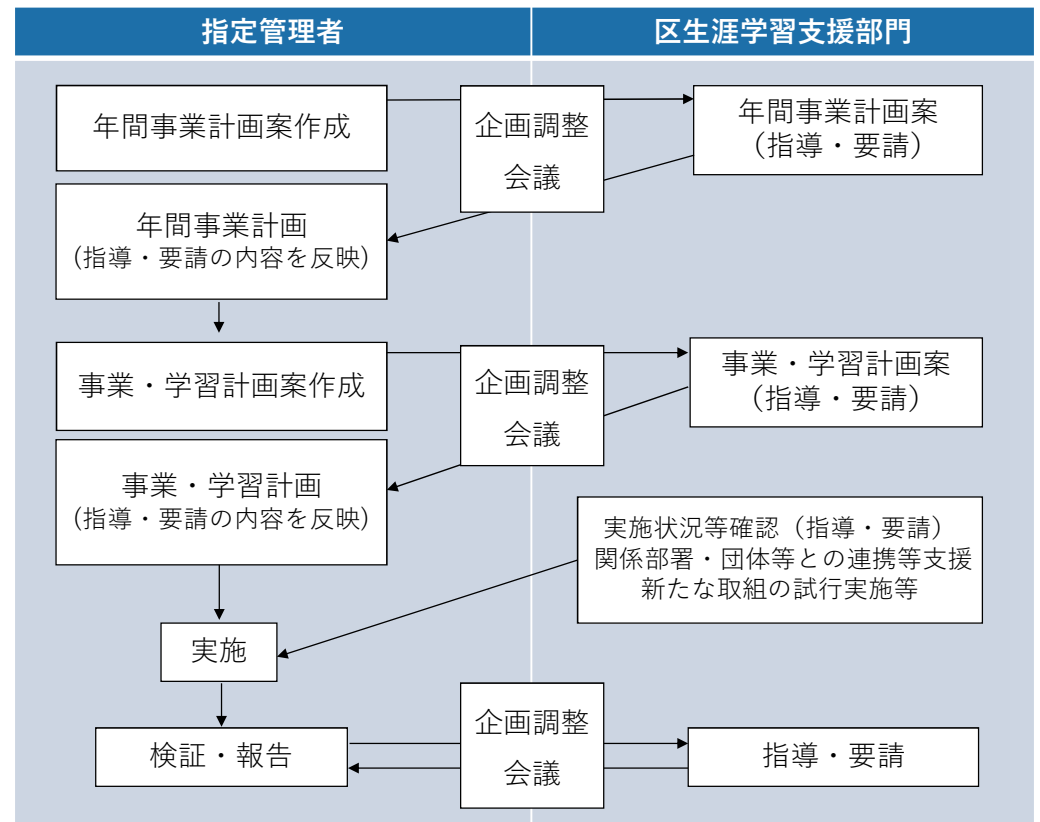 指定管理者
区生涯学習支援部門
年間事業計画案作成
企画調整
会議
年間事業計画案
（指導・要請）
年間事業計画
(指導・要請の内容を反映)
事業・学習計画案作成
企画調整
会議
事業・学習計画案
（指導・要請）
事業・学習計画
(指導・要請の内容を反映)
実施状況等確認（指導・要請）
関係部署・団体等との連携等支援
新たな取組の試行実施等
実施
検証・報告
企画調整
会議
指導・要請